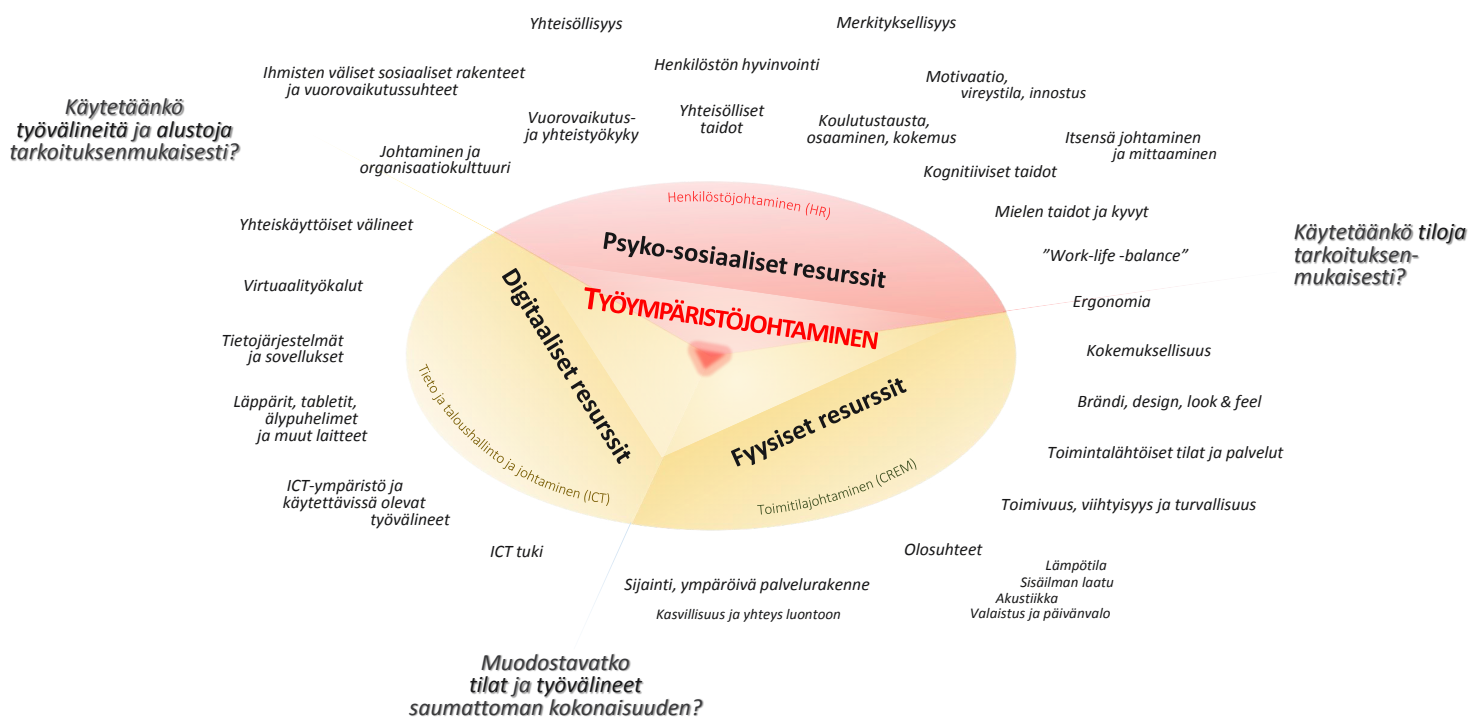 Yhteisöllisyys
Merkityksellisyys
Ihmisten väliset sosiaaliset rakenteet
ja vuorovaikutussuhteet
Henkilöstön hyvinvointi
Motivaatio,
vireystila, innostus
Käytetäänkö
työvälineitä ja alustoja
tarkoituksenmukaisesti?
Vuorovaikutus-
ja yhteistyökyky
Yhteisölliset
taidot
Koulutustausta,
osaaminen, kokemus
Itsensä johtaminen
ja mittaaminen
Johtaminen ja
organisaatiokulttuuri
Kognitiiviset taidot
Henkilöstöjohtaminen (HR)
Yhteiskäyttöiset välineet
Mielen taidot ja kyvyt
Psyko-sosiaaliset resurssit
Käytetäänkö tiloja
tarkoituksen-
mukaisesti?
”Work-life -balance”
Virtuaalityökalut
TYÖYMPÄRISTÖJOHTAMINEN
Ergonomia
Digitaaliset resurssit
Tietojärjestelmät
ja sovellukset
Kokemuksellisuus
Tieto ja taloushallinto ja johtaminen (ICT)
Läppärit, tabletit,
älypuhelimet
ja muut laitteet
Fyysiset resurssit
Brändi, design, look & feel
Toimintalähtöiset tilat ja palvelut
Toimitilajohtaminen (CREM)
ICT-ympäristö ja
käytettävissä olevat
työvälineet
Toimivuus, viihtyisyys ja turvallisuus
ICT tuki
Olosuhteet
Lämpötila
Sisäilman laatu
Akustiikka
Valaistus ja päivänvalo
Sijainti, ympäröivä palvelurakenne
Kasvillisuus ja yhteys luontoon
Muodostavatko
tilat ja työvälineet
saumattoman kokonaisuuden?